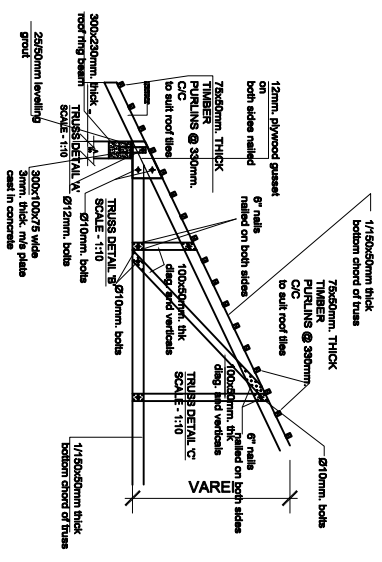 300x230mm. thick
roof ring beam
25/50mm levelling
grout
TRUSS DETAIL 'A'
SCALE - 1:10
300x100x75 wide
3mm. thick. m/s plate
cast in concrete
Ø12mm. bolts
Ø10mm. bolts
75x50mm. THICK
TIMBER
PURLINS @ 330mm.
C/C
to suit roof tiles
12mm. plywood gusset
on
both sides nailed
TRUSS DETAIL 'B'
SCALE - 1:10
Ø10mm. bolts
6" nails
nailed on both sides
100x50mm. thk
diag. and verticals
1/150x50mm thick
bottom chord of truss
75x50mm. THICK
TIMBER
PURLINS @ 330mm.
C/C
to suit roof tiles
100x50mm. thk
diag. and verticals
TRUSS DETAIL 'C'
SCALE - 1:10
6" nails
nailed on both sides
Ø10mm. bolts
VARE
1/150x50mm thick
bottom chord of truss